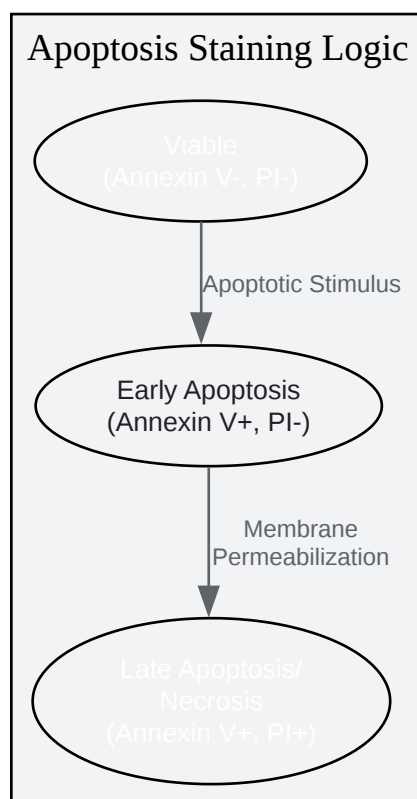 Apoptosis Staining Logic
Viable
(Annexin V-, PI-)
Apoptotic Stimulus
Early Apoptosis
(Annexin V+, PI-)
Membrane
Permeabilization
Late Apoptosis/
Necrosis
(Annexin V+, PI+)